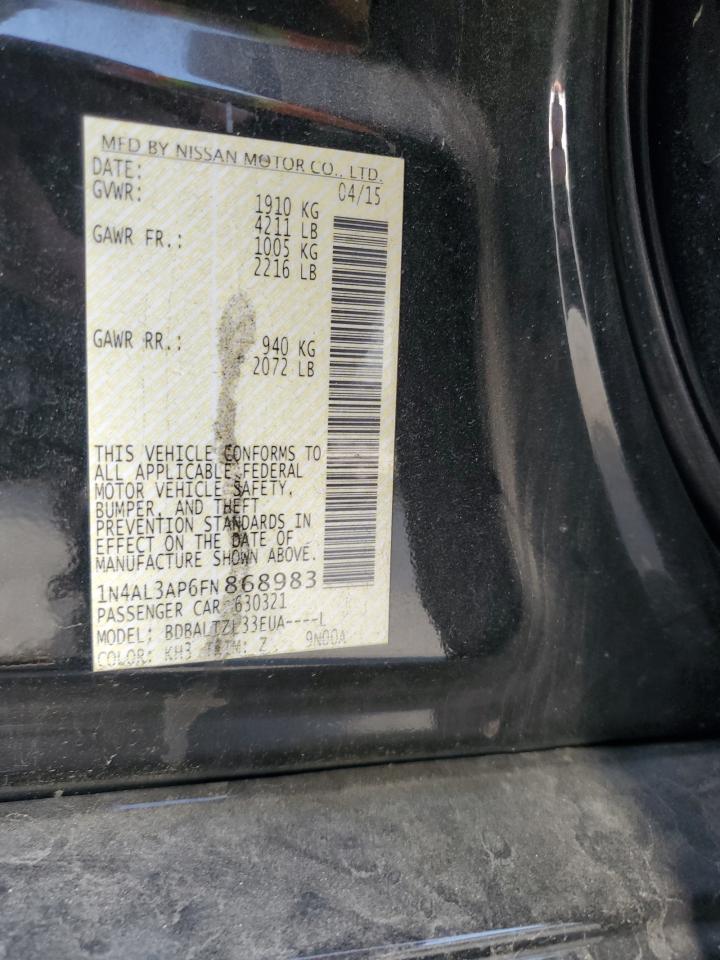 MFD BY NISSAN MOTOR CO., LTD.
DATE: 04/15
GVWR: 1910 KG
4211 LB
GAWR FR.: 1005 KG
2216 LB
GAWR RR.: 940 KG
2072 LB
THIS VEHICLE CONFORMS TO
ALL APPLICABLE FEDERAL
MOTOR VEHICLE SAFETY,
BUMPER, AND THEFT
PREVENTION STANDARDS IN
EFFECT ON THE DATE OF
MANUFACTURE SHOWN ABOVE.
1N4AL3AP6FN868983
PASSENGER CAR 630321
MODEL: BDBALTZL33EUA----L
COLOR: KH3 TRIM: Z 9N00A